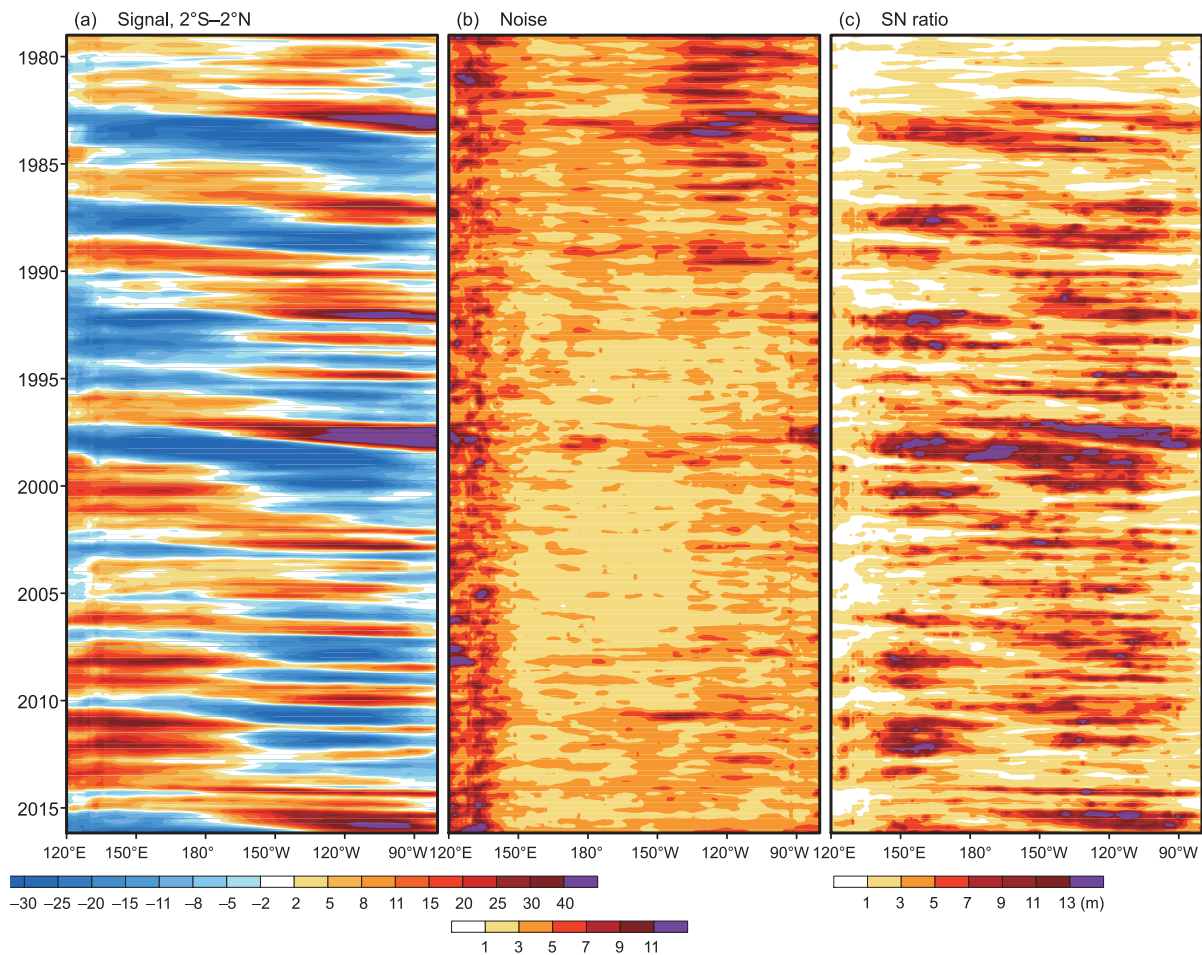 (a) Signal, 2°S–2°N
(b) Noise
(c) SN ratio
1980
1985
1990
1995
2000
2005
2010
2015
120°E 150°E 180° 150°W 120°W 90°W
120°E 150°E 180° 150°W 120°W 90°W
120°E 150°E 180° 150°W 120°W 90°W
–30 –25 –20 –15 –11 –8 –5 –2 2 5 8 11 15 20 25 30 40
1 3 5 7 9 11
1 3 5 7 9 11 13 (m)